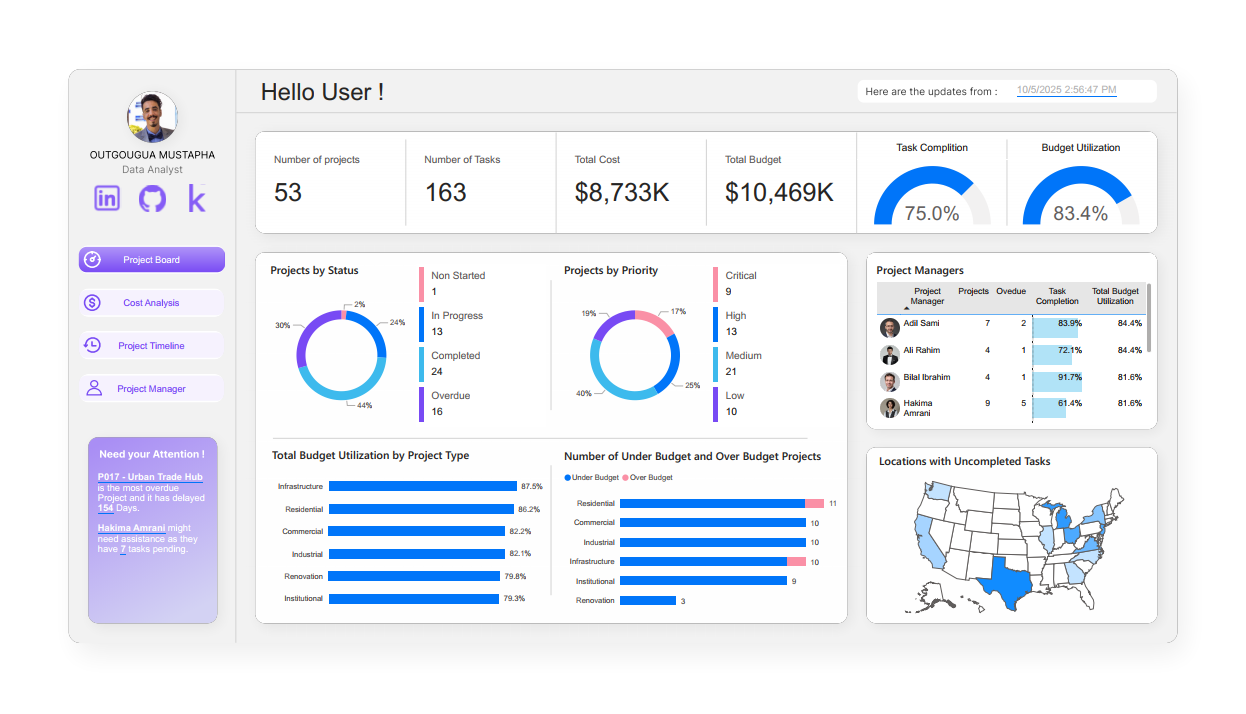 OUTGOUGUA MUSTAPHA
Data Analyst
in
k
Project Board
Cost Analysis
Project Timeline
Project Manager
Need your Attention !
P017 - Urban Trade Hub
is the most overdue
Project and it has delayed
154 Days.
Hakima Amrani might
need assistance as they
have 7 tasks pending.
Hello User !
Here are the updates from :
10/5/2025 2:56:47 PM
Number of projects
53
Number of Tasks
163
Total Cost
$8,733K
Total Budget
$10,469K
Task Complition
75.0%
Budget Utilization
83.4%
Projects by Status
2%
24%
44%
30%
Non Started
1
In Progress
13
Completed
24
Overdue
16
Projects by Priority
17%
25%
40%
19%
Critical
9
High
13
Medium
21
Low
10
Total Budget Utilization by Project Type
Infrastructure 87.5%
Residential 86.2%
Commercial 82.2%
Industrial 82.1%
Renovation 79.8%
Institutional 79.3%
Number of Under Budget and Over Budget Projects
Under Budget Over Budget
Residential 11
Commercial 10
Industrial 10
Infrastructure 10
Institutional 9
Renovation 3
Project Managers
Project Manager Projects Ovedue Task Completion Total Budget Utilization
Adil Sami 7 2 83.9% 84.4%
Ali Rahim 4 1 72.1% 84.4%
Bilal Ibrahim 4 1 91.7% 81.6%
Hakima Amrani 9 5 61.4% 81.6%
Locations with Uncompleted Tasks